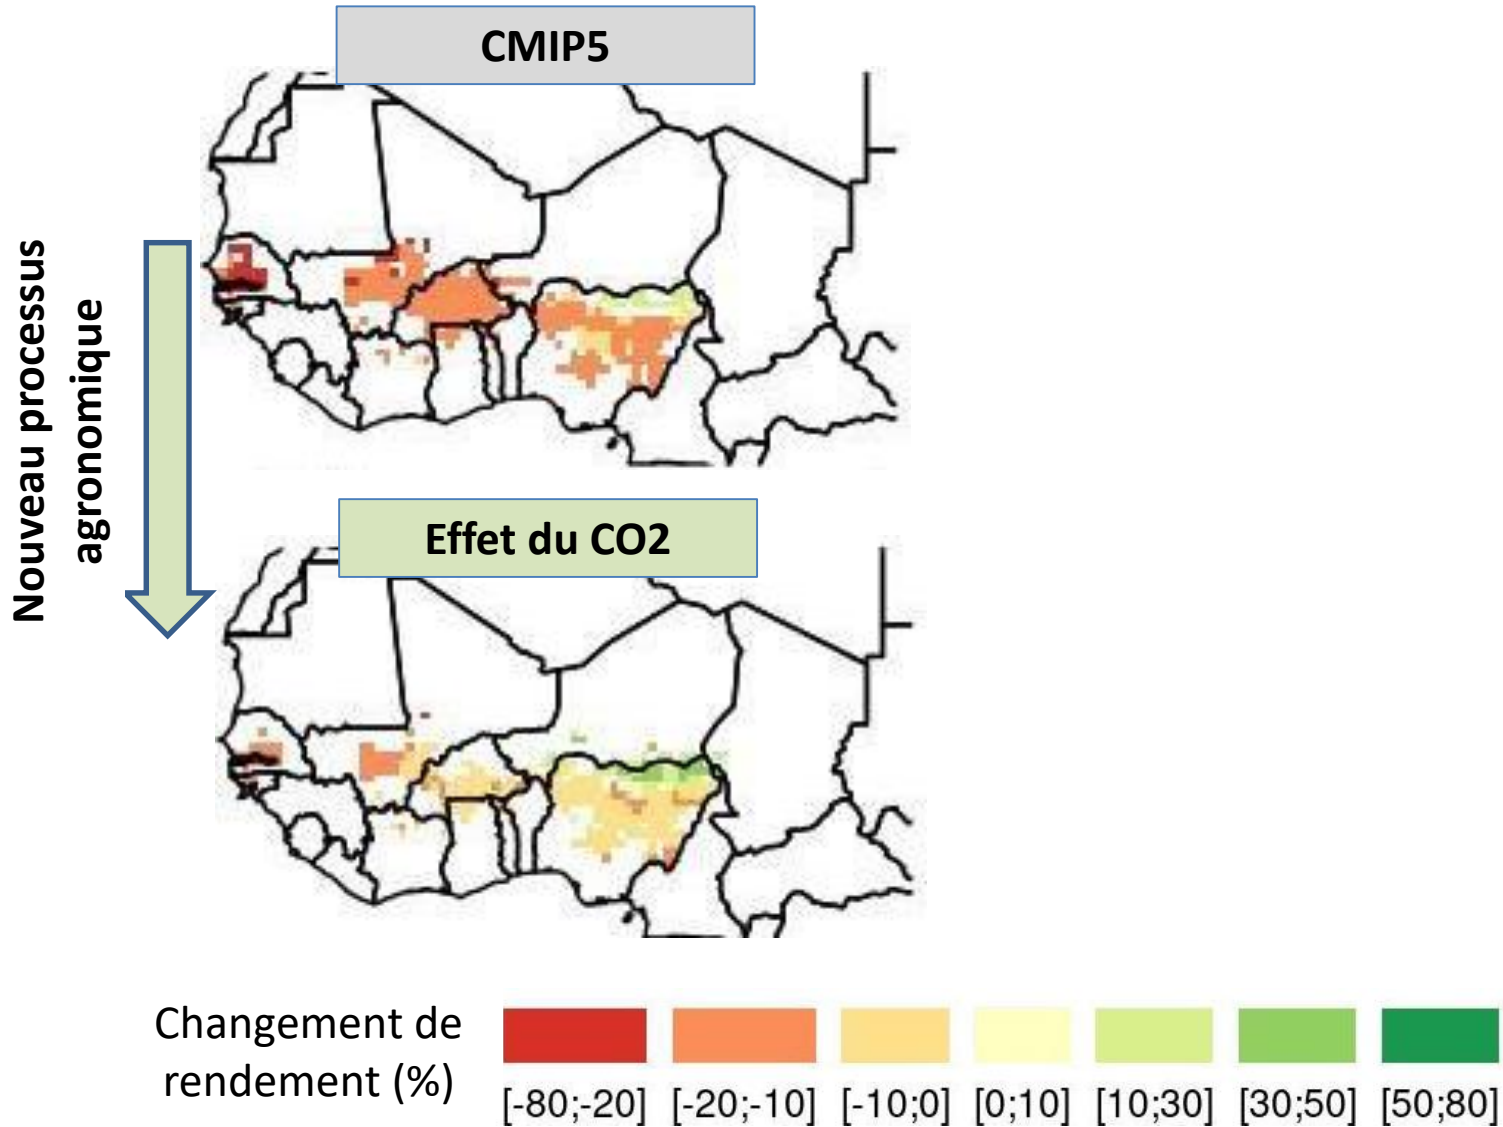 CMIP5
Nouveau processus
agronomique
Effet du CO2
Changement de
rendement (%)
[-80;-20] [-20;-10] [-10;0] [0;10] [10;30] [30;50] [50;80]